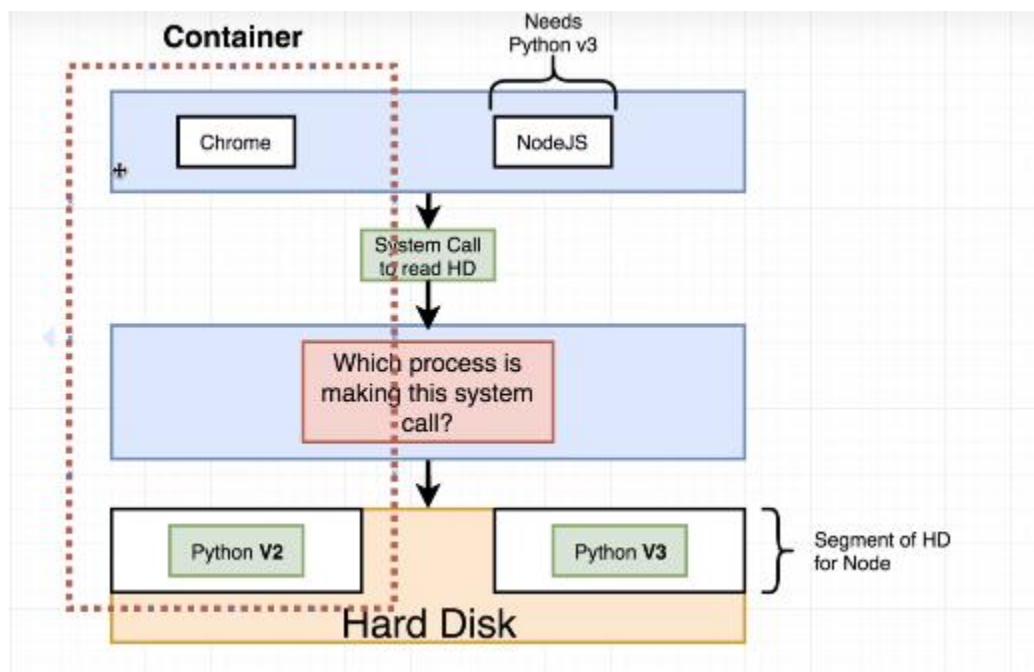 Container
Needs
Python v3
Chrome
NodeJS
System Call
to read HD
Which process is
making this system
call?
Python V2
Python V3
Segment of HD
for Node
Hard Disk